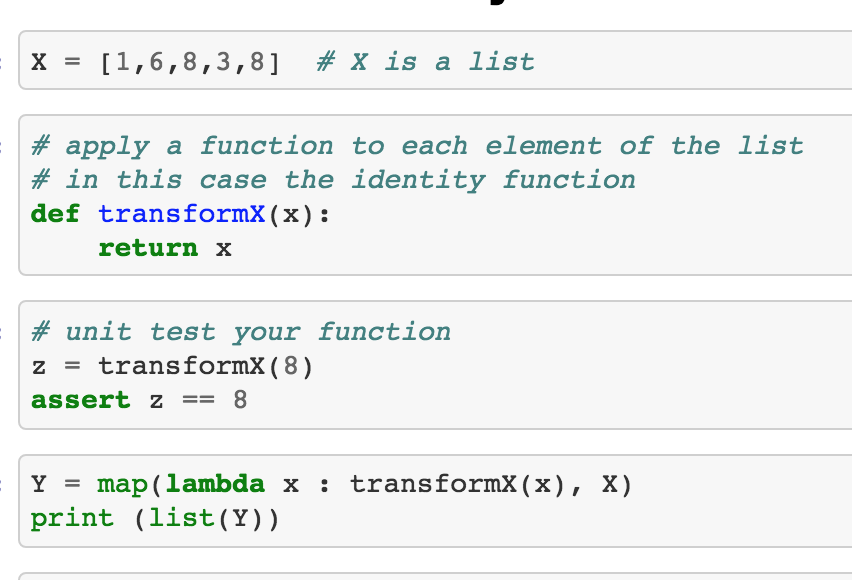 X = [1,6,8,3,8]  # X is a list
# apply a function to each element of the list
# in this case the identity function
def transformX(x):
    return x
# unit test your function
z = transformX(8)
assert z == 8
Y = map(lambda x : transformX(x), X)
print (list(Y))